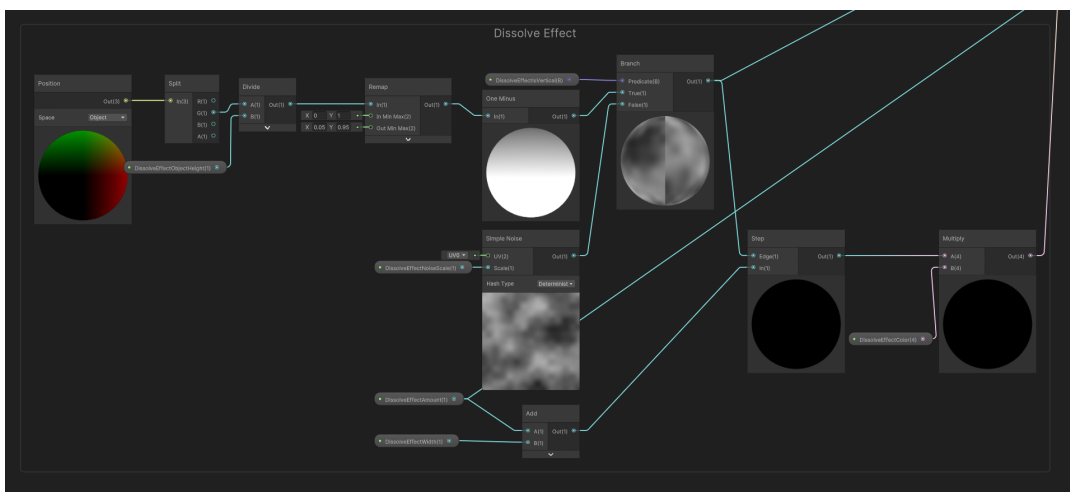 Dissolve Effect
Position
Out(3)
Space Object
Split
In(3) R(1)
G(1)
B(1)
A(1)
DissolveEffectObjectHeight(1)
Divide
A(1) Out(1)
B(1)
Remap
In(1) Out(1)
X 0 Y 1 In Min Max(2)
X 0.05 Y 0.95 Out Min Max(2)
DissolveEffectIsVertical(B)
One Minus
In(1) Out(1)
Branch
Predicate(B) Out(1)
True(1)
False(1)
Simple Noise
UV0 UV(2) Out(1)
DissolveEffectNoiseScale(1) Scale(1)
Hash Type Deterministi
DissolveEffectAmount(1)
DissolveEffectWidth(1)
Add
A(1) Out(1)
B(1)
Step
Edge(1) Out(1)
In(1)
DissolveEffectColor(4)
Multiply
A(4) Out(4)
B(4)